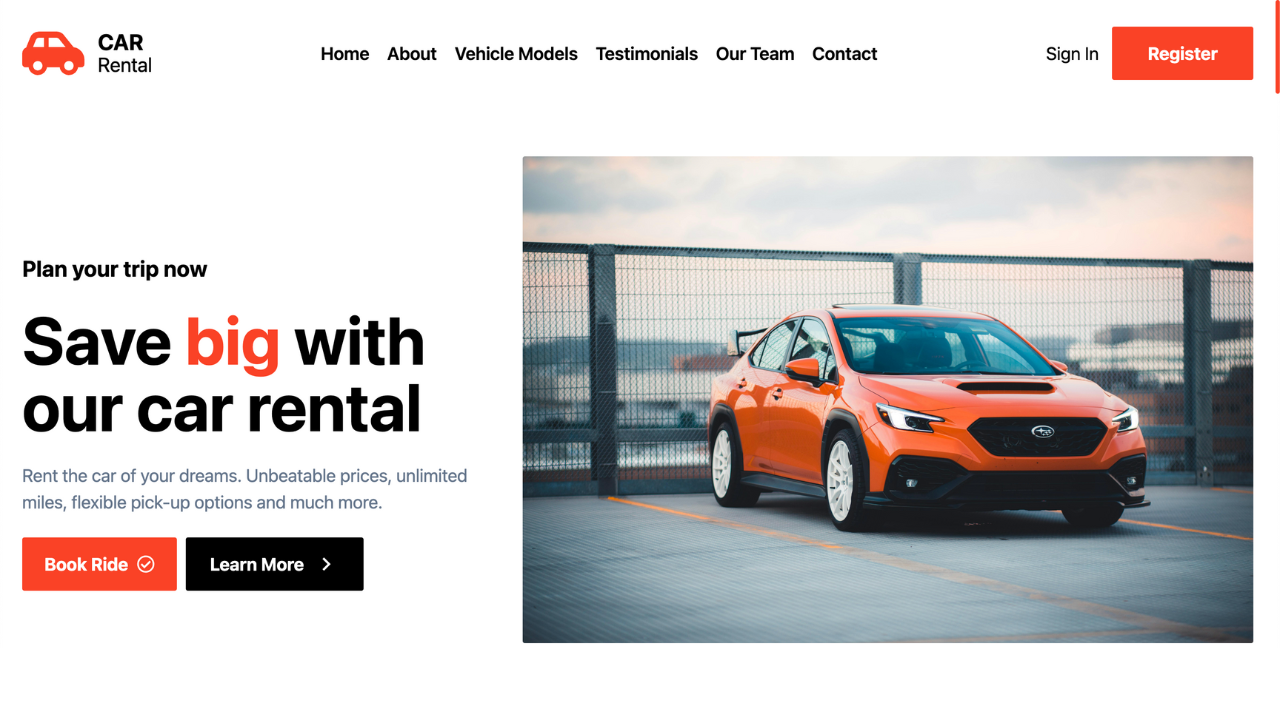 CAR
Rental
Home About Vehicle Models Testimonials Our Team Contact
Sign In Register
Plan your trip now
Save big with
our car rental
Rent the car of your dreams. Unbeatable prices, unlimited
miles, flexible pick-up options and much more.
Book Ride Learn More